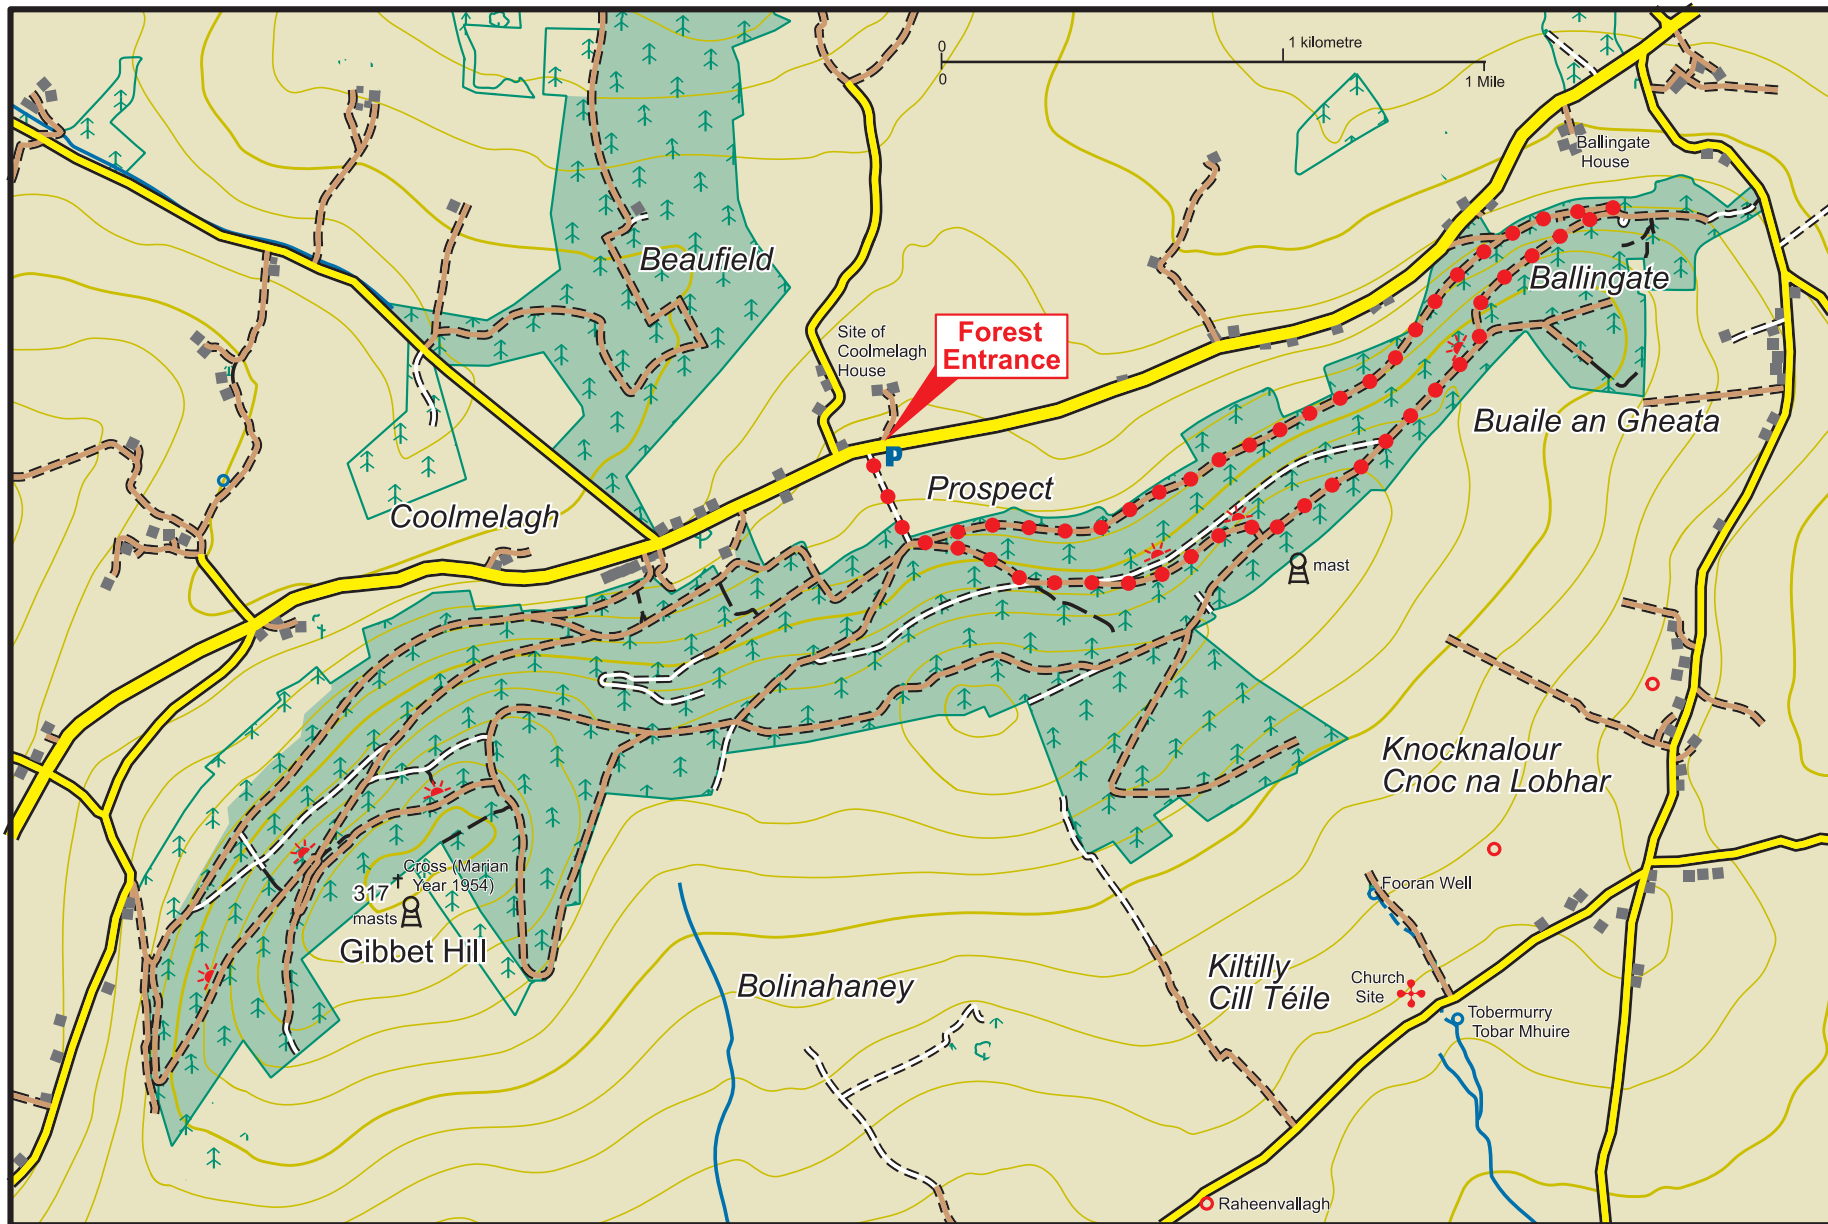 0
1 kilometre
0
1 Mile
Ballingate
House
Beaufield
Ballingate
Site of
Coolmelagh
House
Forest
Entrance
Buaile an Gheata
P
Prospect
Coolmelagh
mast
Knocknalour
Cnoc na Lobhar
Cross (Marian
Year 1954)
317
masts
Gibbet Hill
Fooran Well
Bolinahaney
Kiltilly
Cill Téile
Church
Site
Tobermurry
Tobar Mhuire
Raheenvallagh